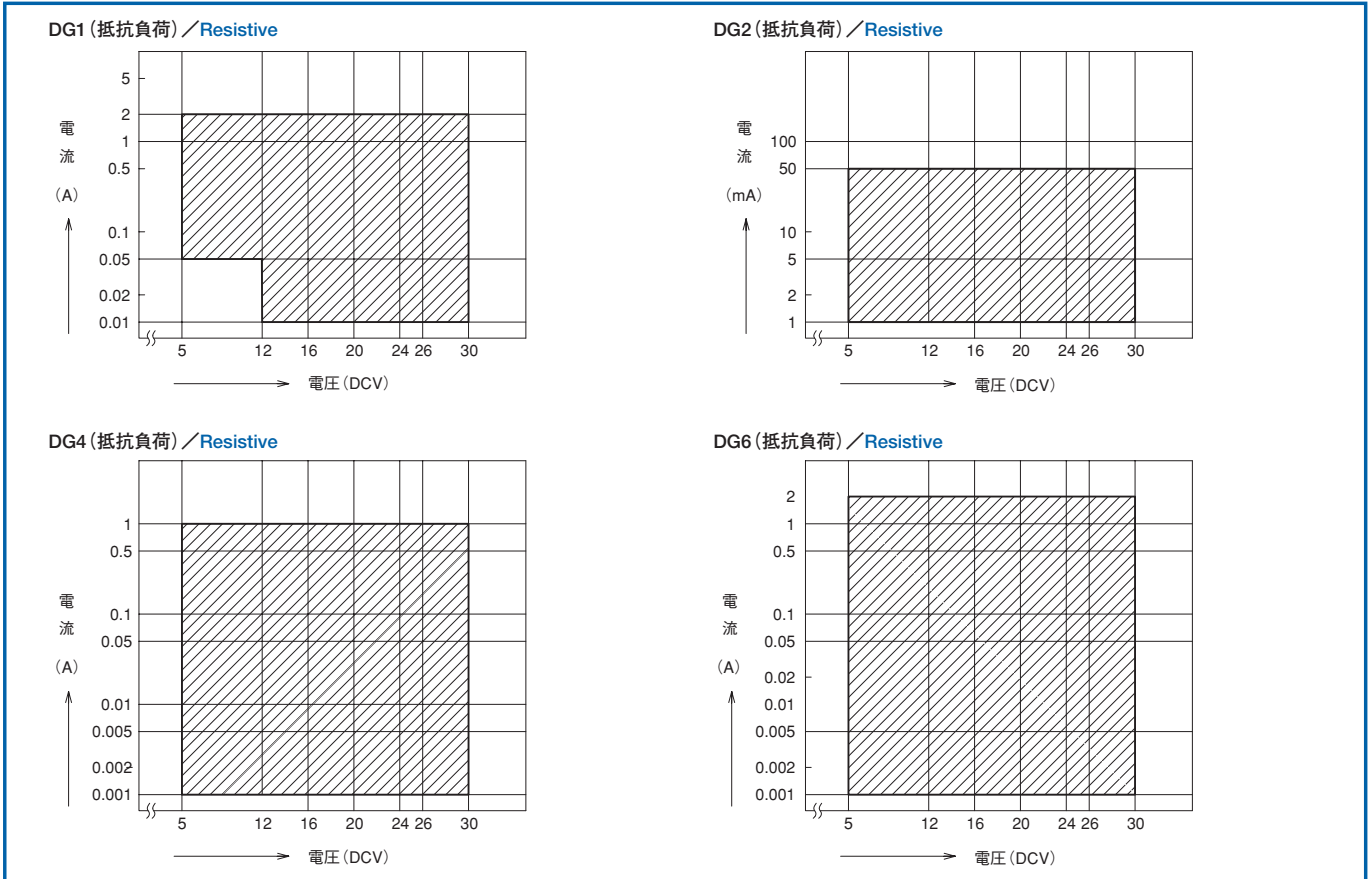 DG1（抵抗負荷）／Resistive
電流（A）
5
2
1
0.5
0.1
0.05
0.02
0.01
5 12 16 20 24 26 30
電圧（DCV）
DG2（抵抗負荷）／Resistive
電流（mA）
100
50
10
5
2
1
5 12 16 20 24 26 30
電圧（DCV）
DG4（抵抗負荷）／Resistive
電流（A）
1
0.5
0.1
0.05
0.01
0.005
0.002
0.001
5 12 16 20 24 26 30
電圧（DCV）
DG6（抵抗負荷）／Resistive
電流（A）
2
1
0.5
0.1
0.05
0.02
0.01
0.005
0.002
0.001
5 12 16 20 24 26 30
電圧（DCV）